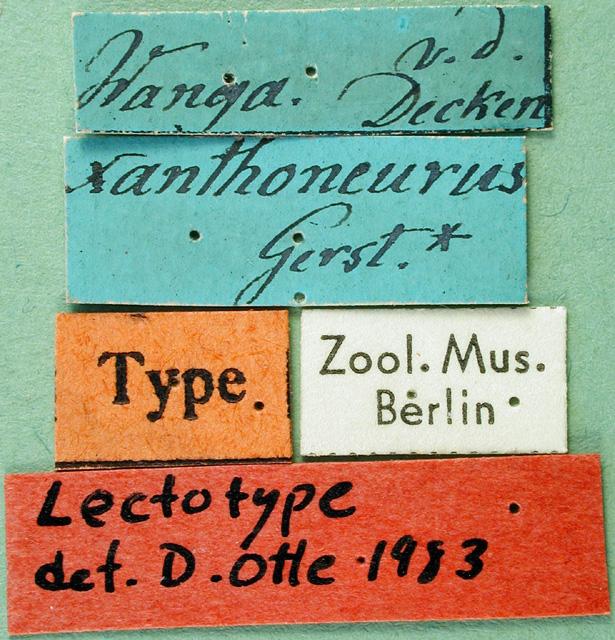 Wanga. v. d.
Decken
xanthoneurus
Gerst.*
Type.
Zool. Mus.
Berlin
Lectotype
det. D. Otte 1983